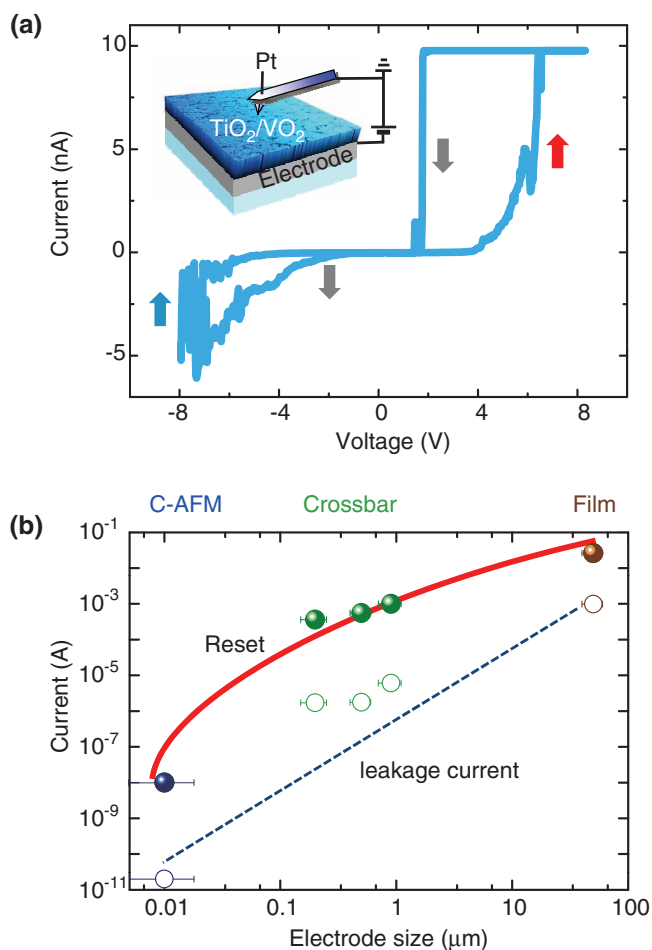 (a)
10
5
0
-5
Current (nA)
Pt
TiO₂/VO₂
Electrode
-8 -4 0 4 8
Voltage (V)
(b)
C-AFM Crossbar Film
10⁻¹
10⁻³
10⁻⁵
10⁻⁷
10⁻⁹
10⁻¹¹
Current (A)
Reset
leakage current
0.01 0.1 1 10 100
Electrode size (μm)